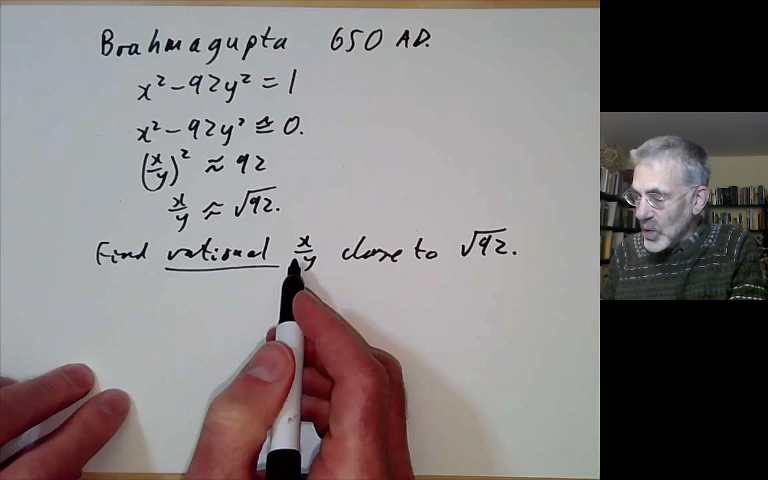 Brahmagupta 650 AD.
x² - 92y² = 1
x² - 92y² ≙ 0.
(x/y)² ≈ 92
x/y ≈ √92.
Find rational x/y close to √92.